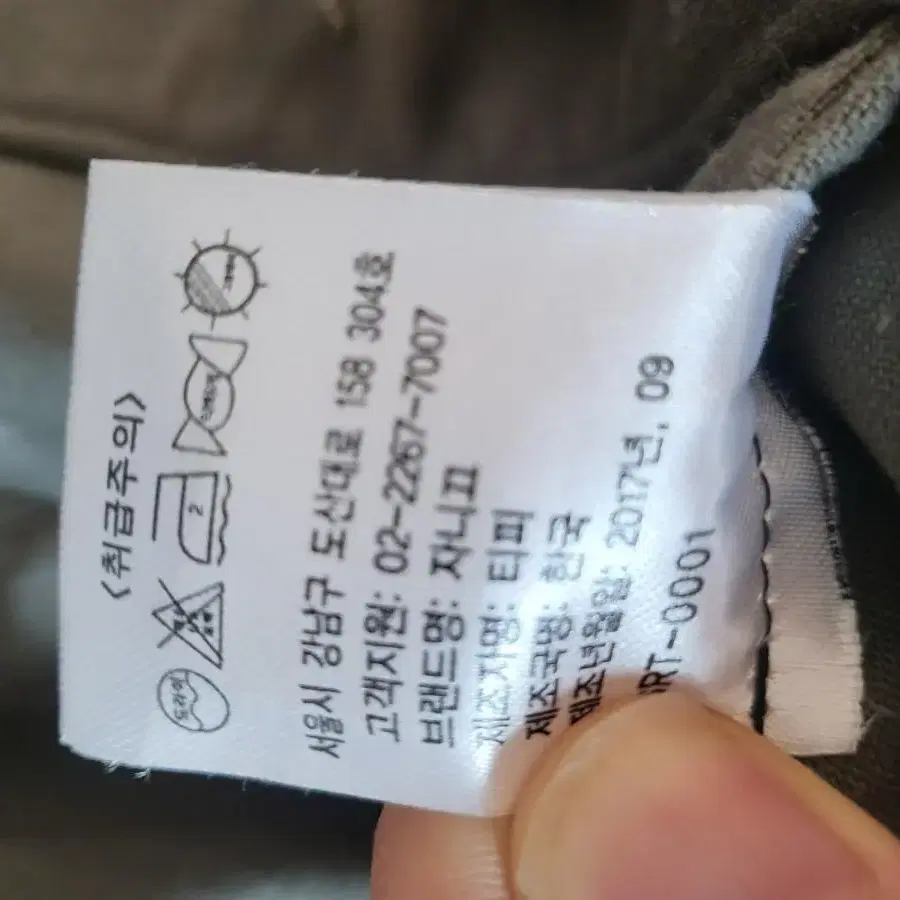 <취급주의>
드라이
2
서울시 강남구 도산대로 158 304호
고객지원: 02-2267-7007
브랜드명: 자니프
제조자명: 티피
제조국명: 한국
제조년월일: 2017년, 09
RT-0001